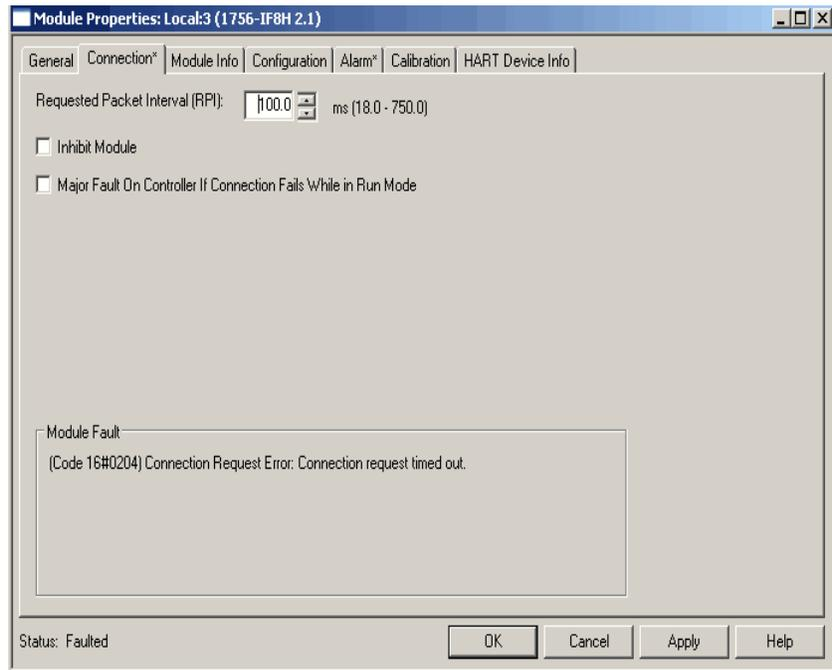 Module Properties: Local:3 (1756-IF8H 2.1)
General Connection* Module Info Configuration Alarm* Calibration HART Device Info
Requested Packet Interval (RPI): 100.0 ms (18.0 - 750.0)
Inhibit Module
Major Fault On Controller If Connection Fails While in Run Mode
Module Fault
(Code 16#0204) Connection Request Error: Connection request timed out.
Status: Faulted OK Cancel Apply Help